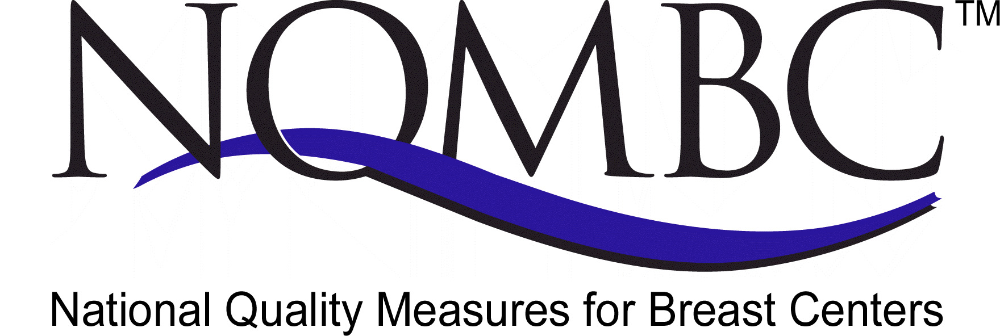 NQMBC™
National Quality Measures for Breast Centers